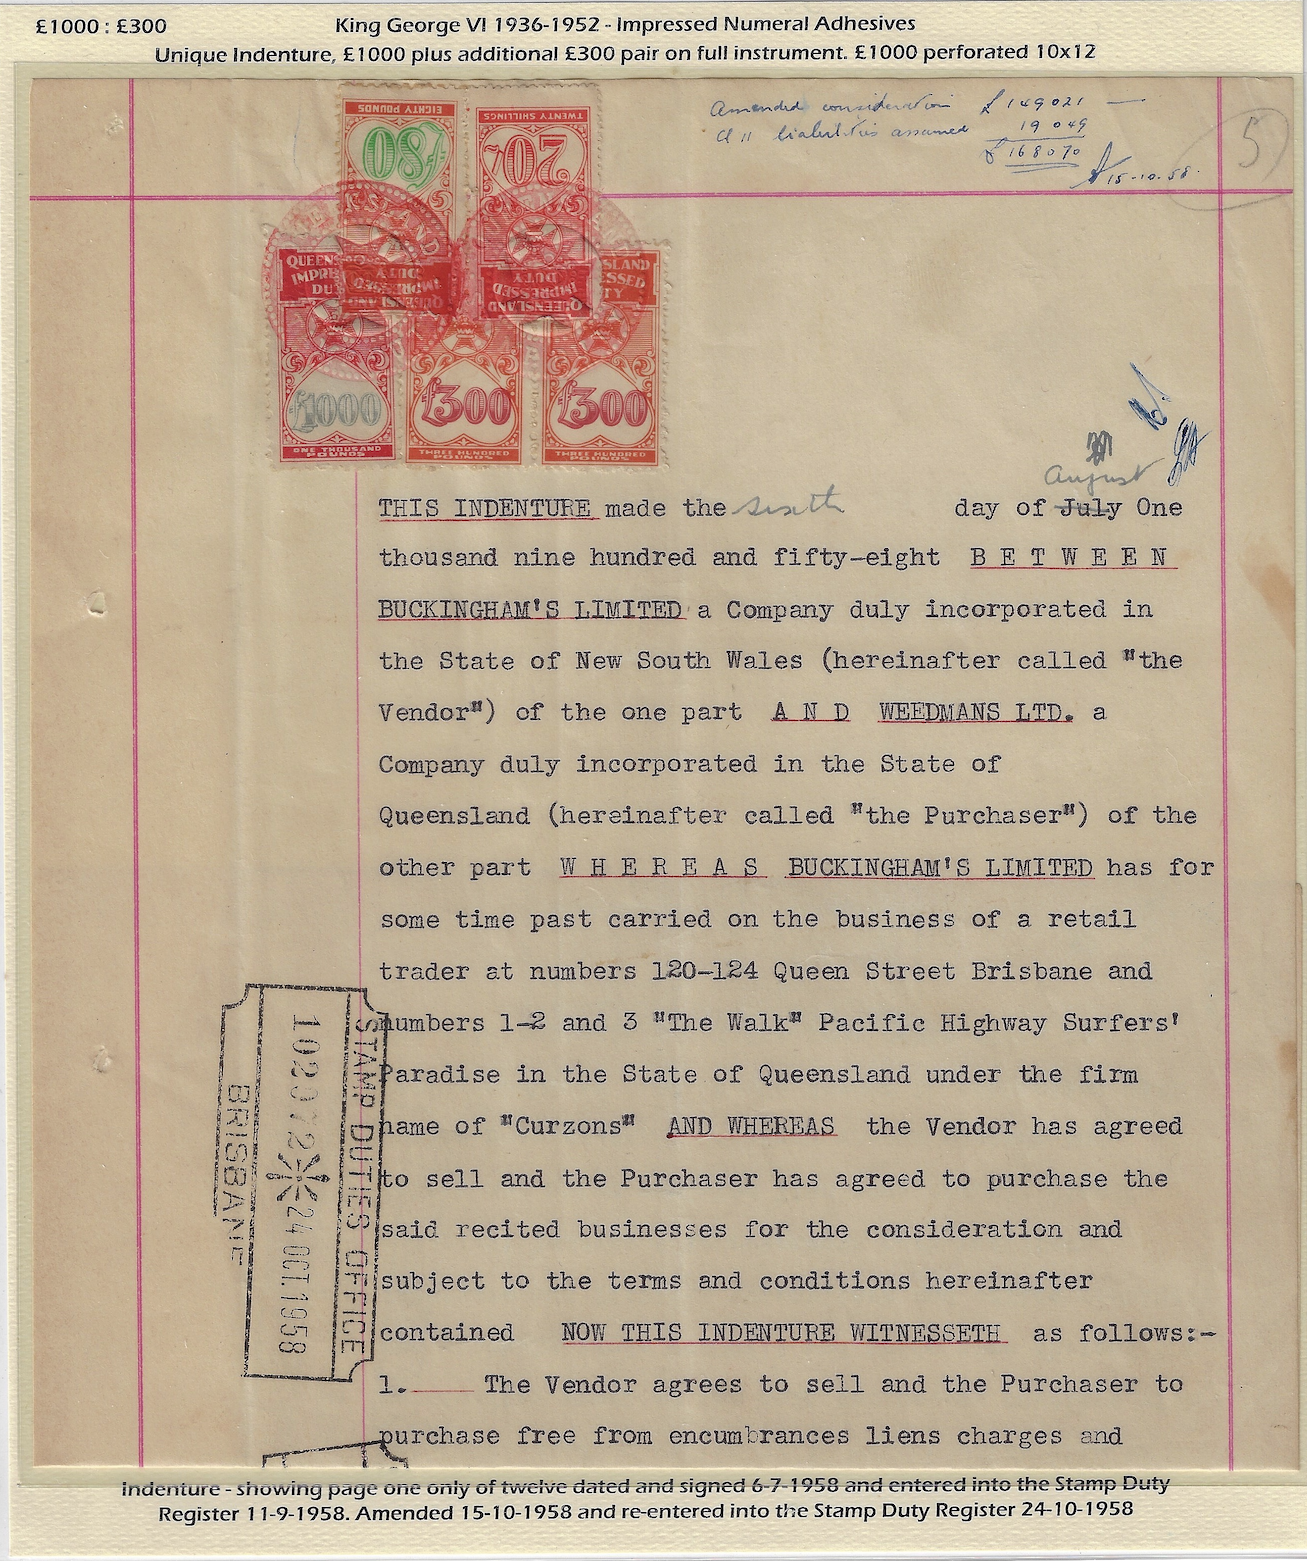 £1000 : £300
King George VI 1936-1952 - Impressed Numeral Adhesives
Unique Indenture, £1000 plus additional £300 pair on full instrument. £1000 perforated 10x12
Amended consideration £149021
Cl 11 liabilities assumed 19 049
£168070
15-10-58.
5
EIGHTY POUNDS
£80
TWENTY SHILLINGS
20/-
QUEENSLAND
IMPRESSED
DUTY
QUEENSLAND
IMPRESSED
DUTY
QUEENS
IMPRE
DU
SLAND
ESSED
TY
£1000
£300
£300
ONE THOUSAND
POUNDS
THREE HUNDRED
POUNDS
THREE HUNDRED
POUNDS
August
THIS INDENTURE made the sixth day of July One
thousand nine hundred and fifty-eight B E T W E E N
BUCKINGHAM'S LIMITED a Company duly incorporated in
the State of New South Wales (hereinafter called "the
Vendor") of the one part A N D WEEDMANS LTD. a
Company duly incorporated in the State of
Queensland (hereinafter called "the Purchaser") of the
other part W H E R E A S BUCKINGHAM'S LIMITED has for
some time past carried on the business of a retail
trader at numbers 120-124 Queen Street Brisbane and
numbers 1-2 and 3 "The Walk" Pacific Highway Surfers'
Paradise in the State of Queensland under the firm
name of "Curzons" AND WHEREAS the Vendor has agreed
to sell and the Purchaser has agreed to purchase the
said recited businesses for the consideration and
subject to the terms and conditions hereinafter
contained NOW THIS INDENTURE WITNESSETH as follows:-
1. The Vendor agrees to sell and the Purchaser to
purchase free from encumbrances liens charges and
STAMP DUTIES OFFICE
24 OCT. 1958
BRISBANE
Indenture - showing page one only of twelve dated and signed 6-7-1958 and entered into the Stamp Duty
Register 11-9-1958. Amended 15-10-1958 and re-entered into the Stamp Duty Register 24-10-1958